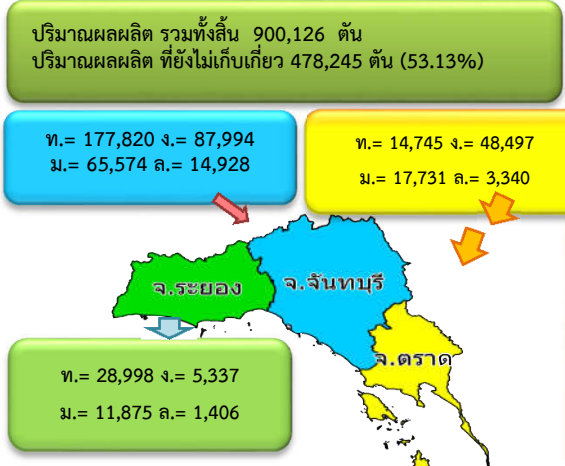 ปริมาณผลผลิต รวมทั้งสิ้น 900,126 ตัน
ปริมาณผลผลิต ที่ยังไม่เก็บเกี่ยว 478,245 ตัน (53.13%)
ท.= 177,820 ง.= 87,994
ม.= 65,574 ล.= 14,928
ท.= 14,745 ง.= 48,497
ม.= 17,731 ล.= 3,340
จ.ระยอง
จ.จันทบุรี
จ.ตราด
ท.= 28,998 ง.= 5,337
ม.= 11,875 ล.= 1,406